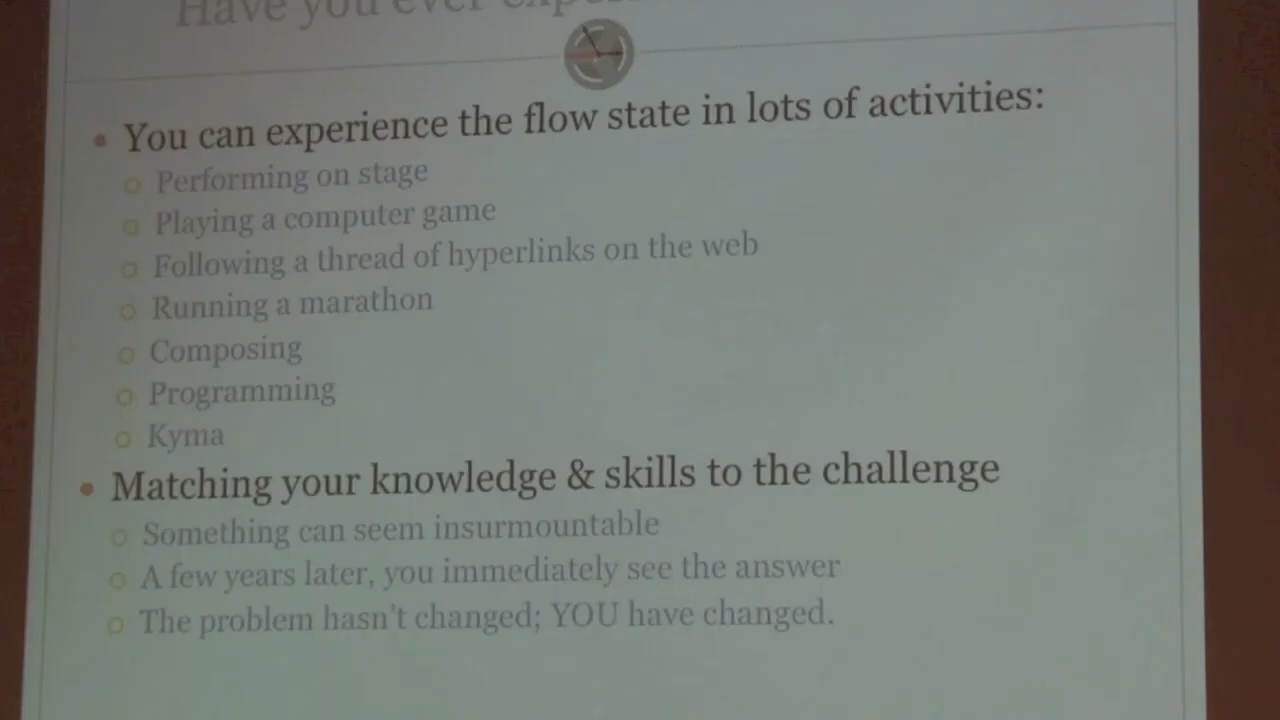 Have you ever
• You can experience the flow state in lots of activities:
o Performing on stage
o Playing a computer game
o Following a thread of hyperlinks on the web
o Running a marathon
o Composing
o Programming
o Kyma
• Matching your knowledge & skills to the challenge
o Something can seem insurmountable
o A few years later, you immediately see the answer
o The problem hasn't changed; YOU have changed.